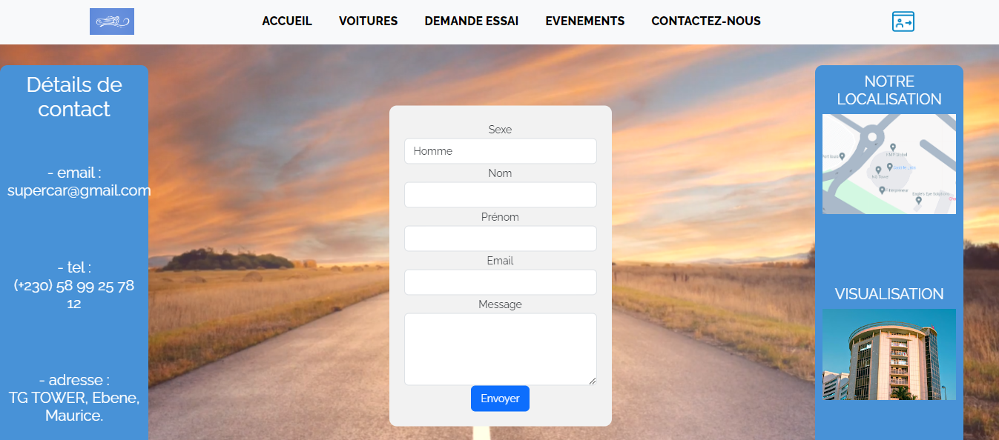 ACCUEIL VOITURES DEMANDE ESSAI EVENEMENTS CONTACTEZ-NOUS
Détails de
contact
- email :
supercar@gmail.com
- tel :
(+230) 58 99 25 78
12
- adresse :
TG TOWER, Ebene,
Maurice.
Sexe
Homme
Nom
Prénom
Email
Message
Envoyer
NOTRE
LOCALISATION
VISUALISATION